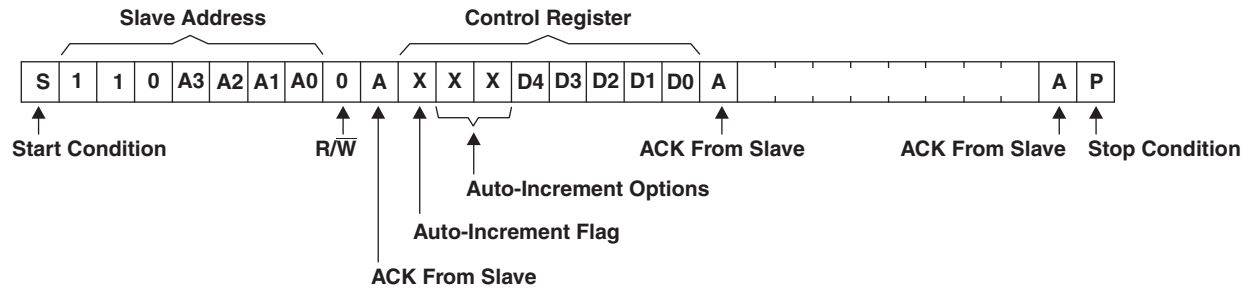 Slave Address Control Register
S 1 1 0 A3 A2 A1 A0 0 A X X X D4 D3 D2 D1 D0 A A P
Start Condition R/W̅ ACK From Slave ACK From Slave Stop Condition
Auto-Increment Options
Auto-Increment Flag
ACK From Slave